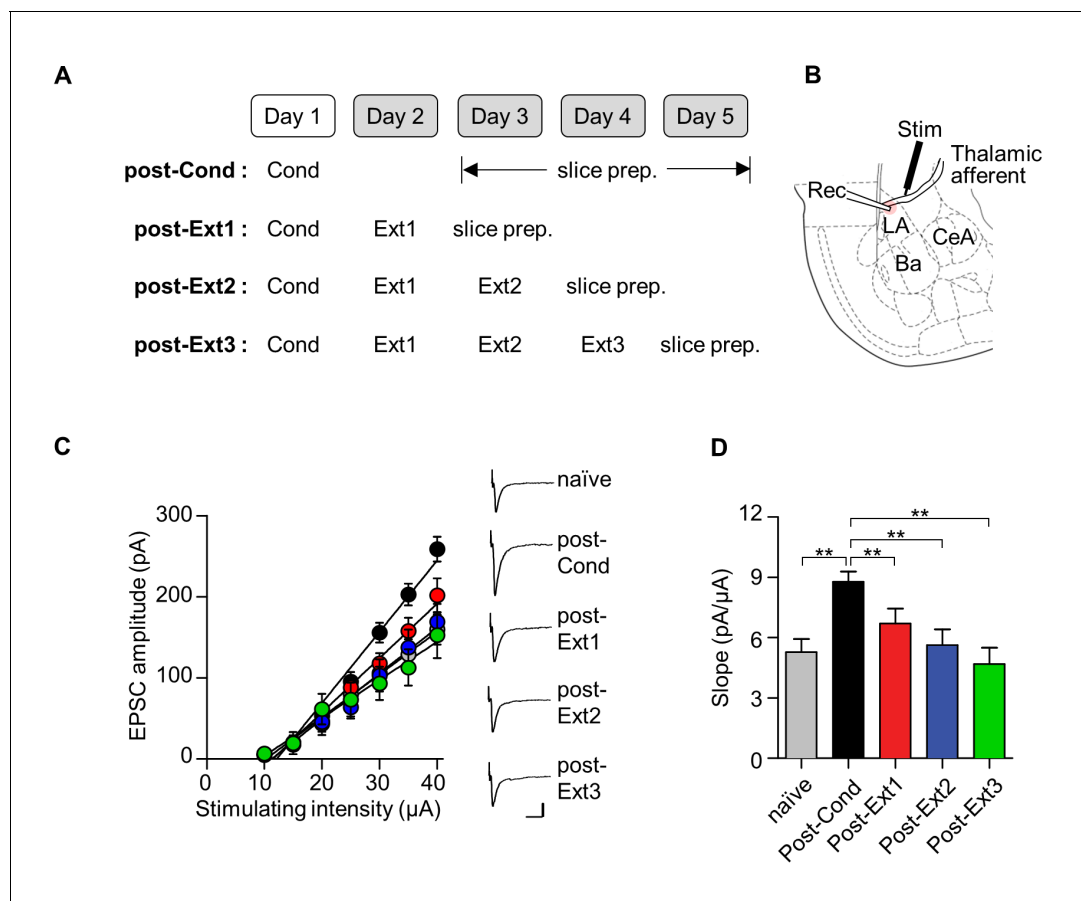 A
Day 1 Day 2 Day 3 Day 4 Day 5
post-Cond : Cond slice prep.
post-Ext1 : Cond Ext1 slice prep.
post-Ext2 : Cond Ext1 Ext2 slice prep.
post-Ext3 : Cond Ext1 Ext2 Ext3 slice prep.
B
Stim
Thalamic
afferent
Rec
LA
CeA
Ba
C
EPSC amplitude (pA)
300
200
100
0
0 10 20 30 40
Stimulating intensity (µA)
naïve
post-
Cond
post-
Ext1
post-
Ext2
post-
Ext3
D
Slope (pA/µA)
12
9
6
3
0
**
**
** **
naïve
Post-Cond
Post-Ext1
Post-Ext2
Post-Ext3